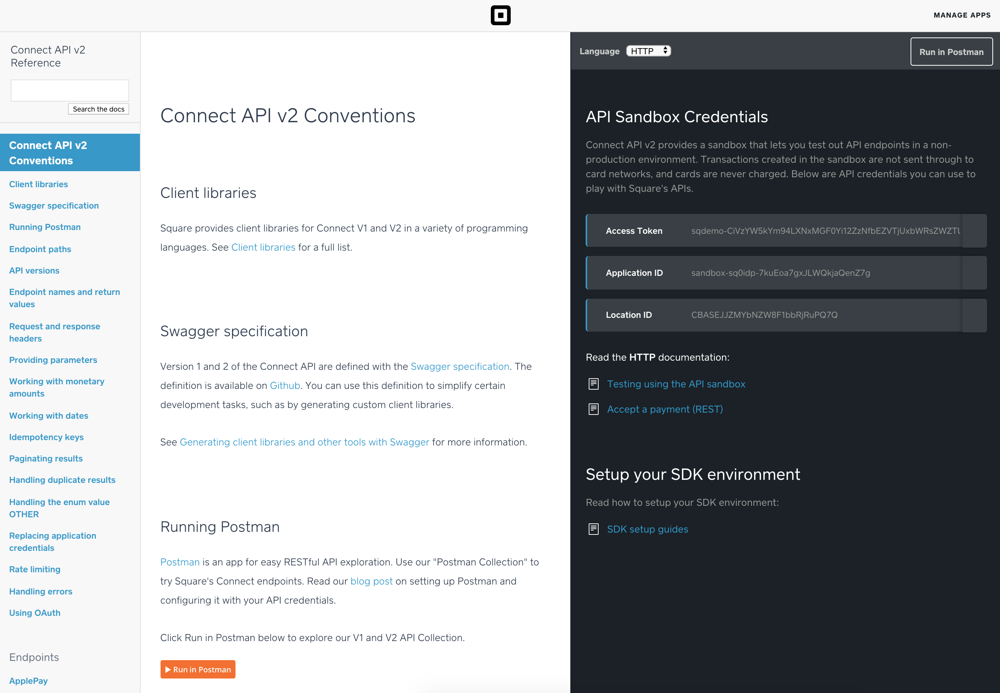 MANAGE APPS
Connect API v2
Reference
Search the docs
Connect API v2
Conventions
Client libraries
Swagger specification
Running Postman
Endpoint paths
API versions
Endpoint names and return
values
Request and response
headers
Providing parameters
Working with monetary
amounts
Working with dates
Idempotency keys
Paginating results
Handling duplicate results
Handling the enum value
OTHER
Replacing application
credentials
Rate limiting
Handling errors
Using OAuth
Endpoints
ApplePay
Connect API v2 Conventions
Client libraries
Square provides client libraries for Connect V1 and V2 in a variety of programming
languages. See Client libraries for a full list.
Swagger specification
Version 1 and 2 of the Connect API are defined with the Swagger specification. The
definition is available on Github. You can use this definition to simplify certain
development tasks, such as by generating custom client libraries.
See Generating client libraries and other tools with Swagger for more information.
Running Postman
Postman is an app for easy RESTful API exploration. Use our "Postman Collection" to
try Square's Connect endpoints. Read our blog post on setting up Postman and
configuring it with your API credentials.
Click Run in Postman below to explore our V1 and V2 API Collection.
Run in Postman
Language HTTP
Run in Postman
API Sandbox Credentials
Connect API v2 provides a sandbox that lets you test out API endpoints in a non-
production environment. Transactions created in the sandbox are not sent through to
card networks, and cards are never charged. Below are API credentials you can use to
play with Square's APIs.
Access Token sqdemo-CiVzYW5kYm94LXNxMGF0Yi12ZzNfbEZVTjUxbWRsZWZTU
Application ID sandbox-sq0idp-7kuEoa7gxJLWQkjaQenZ7g
Location ID CBASEJJZMYbNZW8F1bbRjRuPQ7Q
Read the HTTP documentation:
Testing using the API sandbox
Accept a payment (REST)
Setup your SDK environment
Read how to setup your SDK environment:
SDK setup guides